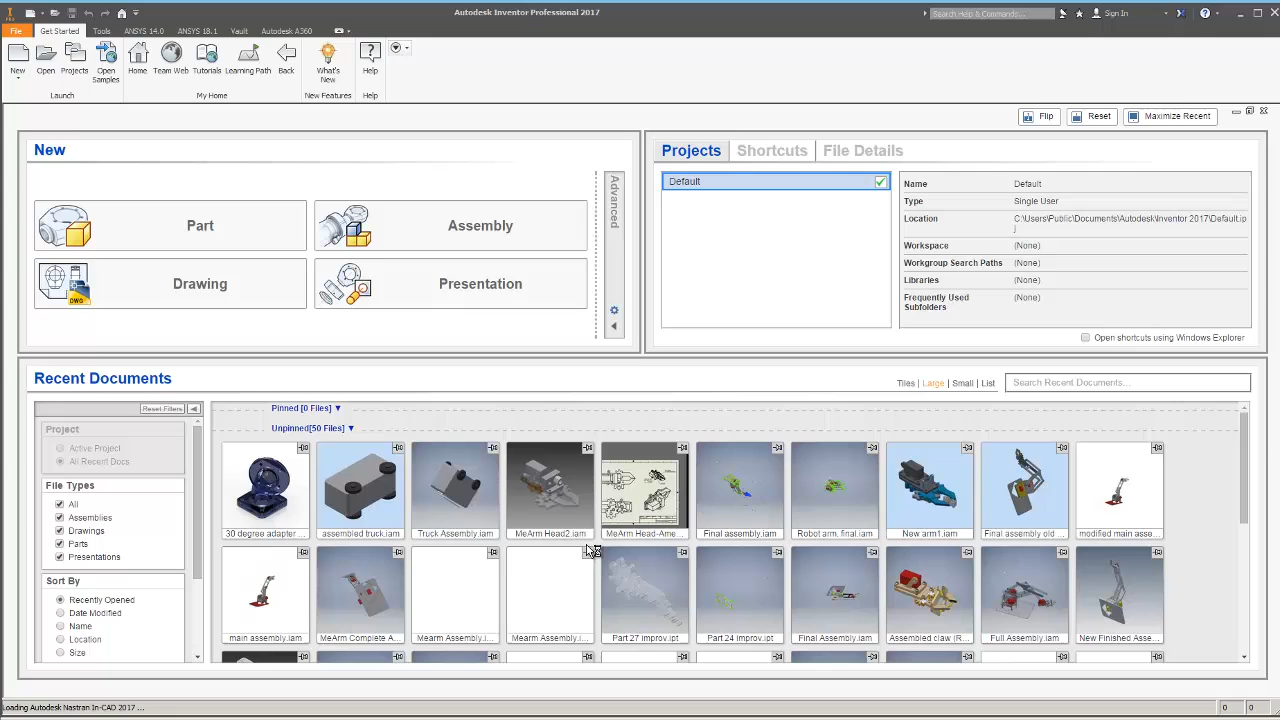 Autodesk Inventor Professional 2017
Search Help & Commands...
Sign In
File
Get Started
Tools
ANSYS 14.0
ANSYS 18.1
Vault
Autodesk A360
New
Open
Projects
Open Samples
Home
Team Web
Tutorials
Learning Path
Back
What's New
Help
Launch
My Home
New Features
Help
Flip
Reset
Maximize Recent
New
Part
Assembly
Drawing
Presentation
DWG
Advanced
Projects
Shortcuts
File Details
Default
Name Default
Type Single User
Location C:\Users\Public\Documents\Autodesk\Inventor 2017\Default.ip
j
Workspace (None)
Workgroup Search Paths (None)
Libraries (None)
Frequently Used (None)
Subfolders
Open shortcuts using Windows Explorer
Recent Documents
Tiles | Large | Small | List
Search Recent Documents...
Reset Filters
Project
Active Project
All Recent Docs
File Types
All
Assemblies
Drawings
Parts
Presentations
Sort By
Recently Opened
Date Modified
Name
Location
Size
Pinned [0 Files]
Unpinned[50 Files]
30 degree adapter ...
assembled truck.iam
Truck Assembly.iam
MeArm Head2.iam
MeArm Head-Ame...
Final assembly.iam
Robot arm, final.iam
New arm1.iam
Final assembly old ...
modified main asse...
main assembly.iam
MeArm Complete A...
Mearm Assembly.i...
Mearm Assembly.i...
Part 27 improv.ipt
Part 24 improv.ipt
Final Assembly.iam
Assembled claw (R...
Full Assembly.iam
New Finished Asse...
Loading Autodesk Nastran In-CAD 2017 ...
0
0